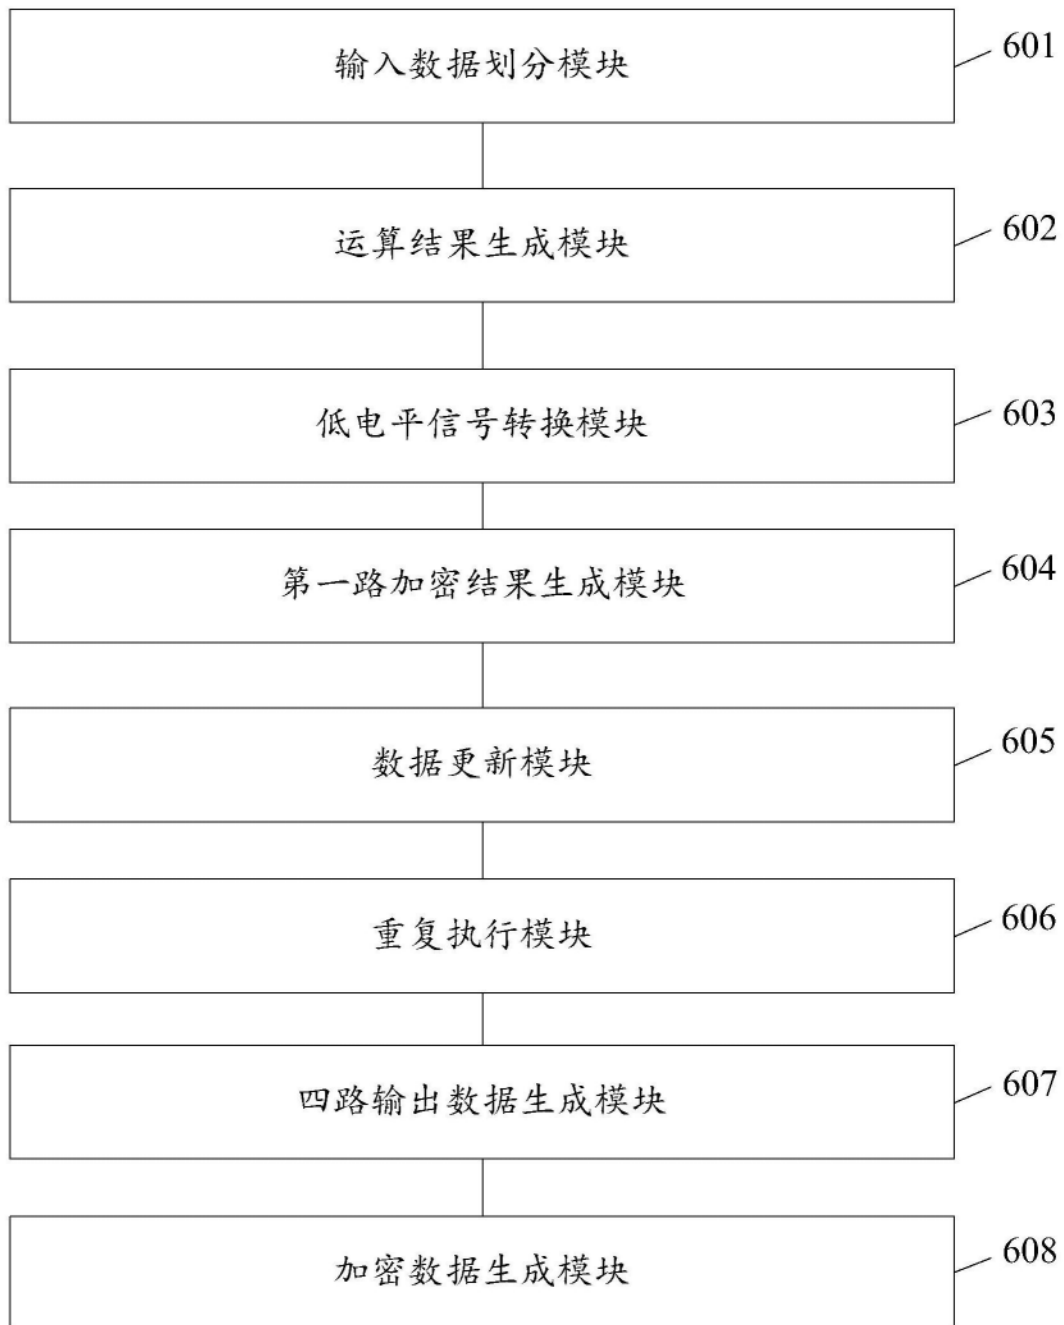 输入数据划分模块 601
运算结果生成模块 602
低电平信号转换模块 603
第一路加密结果生成模块 604
数据更新模块 605
重复执行模块 606
四路输出数据生成模块 607
加密数据生成模块 608